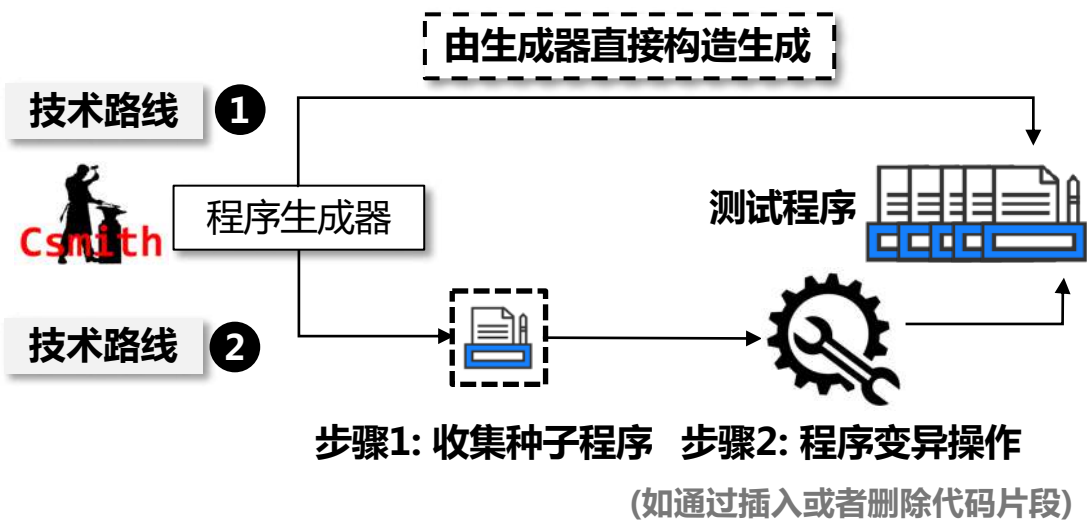 由生成器直接构造生成
技术路线 1
程序生成器
Csmith
测试程序
技术路线 2
步骤1: 收集种子程序 步骤2: 程序变异操作
(如通过插入或者删除代码片段)